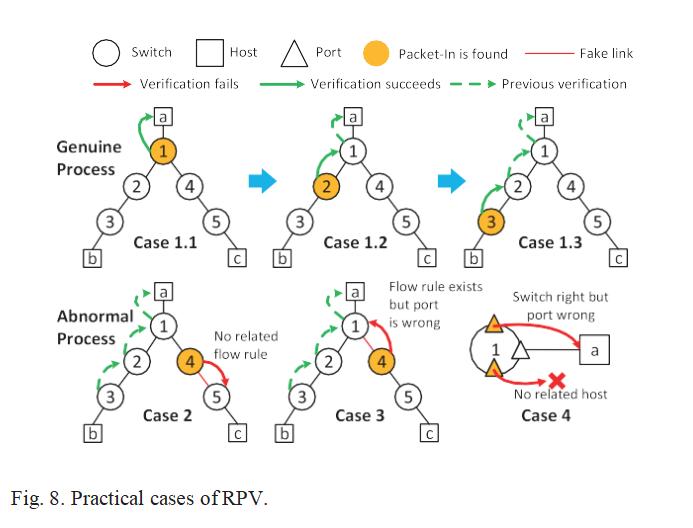 Switch Host Port Packet-In is found Fake link
Verification fails Verification succeeds Previous verification
Genuine
Process
a
1
2
4
3
5
b
c
Case 1.1
a
1
2
4
3
5
b
c
Case 1.2
a
1
2
4
3
5
b
c
Case 1.3
Abnormal
Process
a
1
2
4
3
5
b
c
No related
flow rule
Case 2
a
1
2
4
3
5
b
c
Flow rule exists
but port
is wrong
Case 3
Switch right but
port wrong
1
a
No related host
Case 4
Fig. 8. Practical cases of RPV.